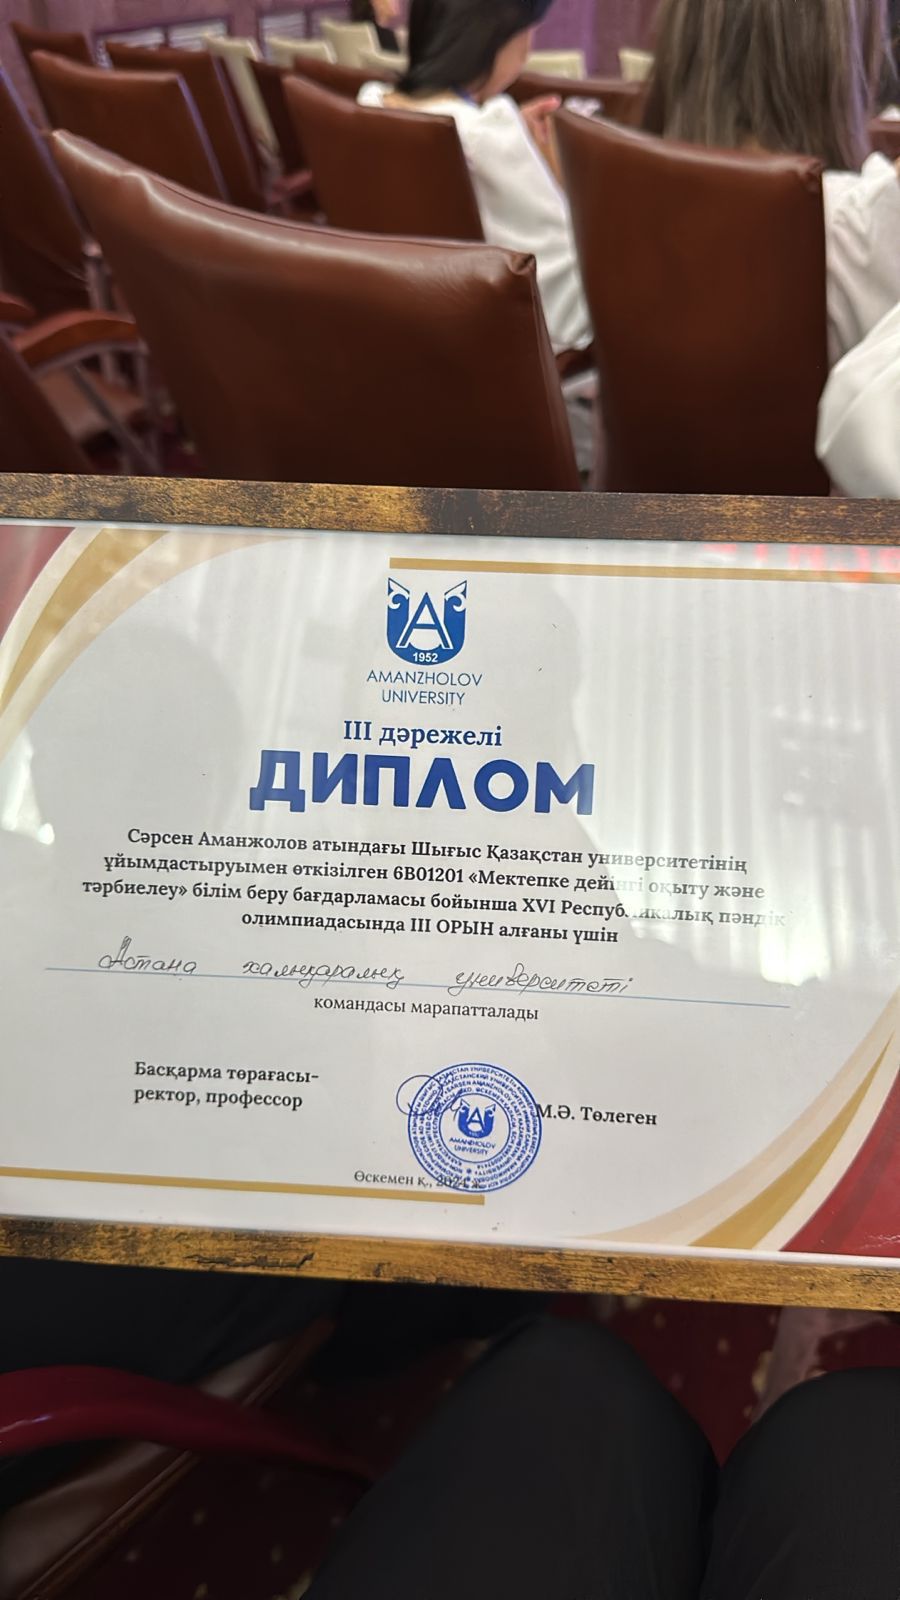 1952
AMANZHOLOV
UNIVERSITY
III дәрежелі
ДИПЛОМ
Сәрсен Аманжолов атындағы Шығыс Қазақстан университетінің
ұйымдастыруымен өткізілген 6В01201 «Мектепке дейінгі оқыту және
тәрбиелеу» білім беру бағдарламасы бойынша XVI Республикалық пәндік
олимпиадасында III ОРЫН алғаны үшін
Астана халықаралық университеті
командасы марапатталады
Басқарма төрағасы-
ректор, профессор
М.Ә. Төлеген
AMANZHOLOV
UNIVERSITY
Өскемен қ.,